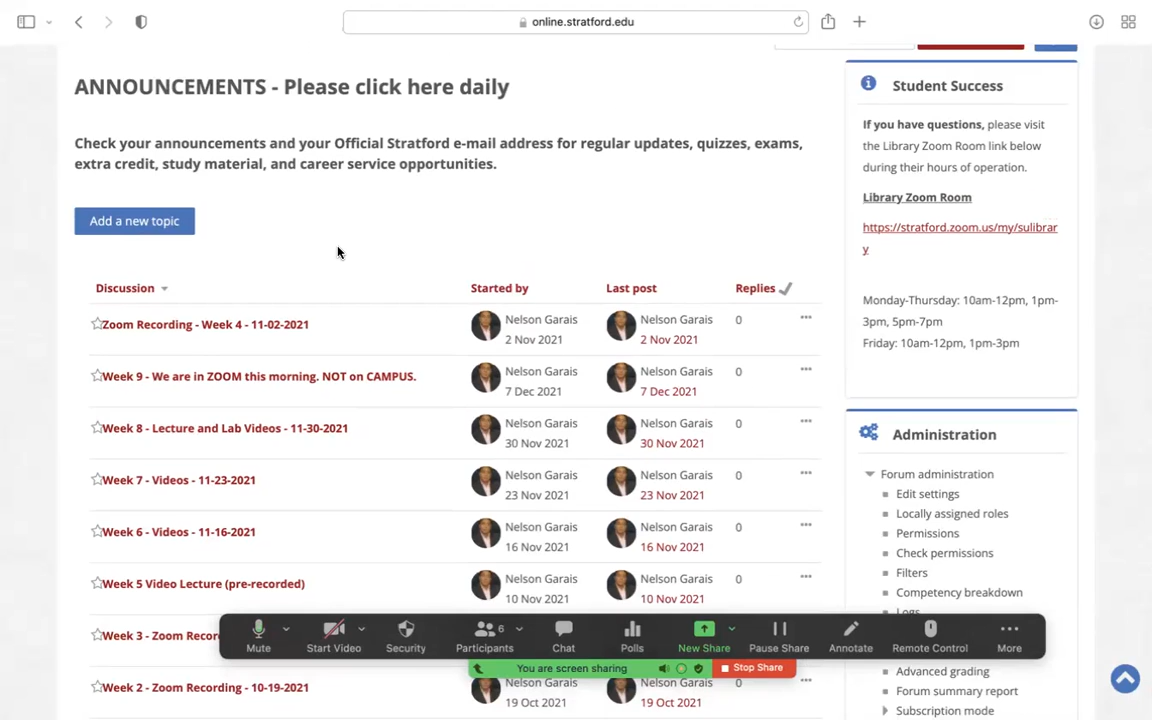 online.stratford.edu
ANNOUNCEMENTS - Please click here daily
Check your announcements and your Official Stratford e-mail address for regular updates, quizzes, exams,
extra credit, study material, and career service opportunities.
Add a new topic
Discussion Started by Last post Replies
Zoom Recording - Week 4 - 11-02-2021 Nelson Garais Nelson Garais 0
2 Nov 2021 2 Nov 2021
Week 9 - We are in ZOOM this morning. NOT on CAMPUS. Nelson Garais Nelson Garais 0
7 Dec 2021 7 Dec 2021
Week 8 - Lecture and Lab Videos - 11-30-2021 Nelson Garais Nelson Garais 0
30 Nov 2021 30 Nov 2021
Week 7 - Videos - 11-23-2021 Nelson Garais Nelson Garais 0
23 Nov 2021 23 Nov 2021
Week 6 - Videos - 11-16-2021 Nelson Garais Nelson Garais 0
16 Nov 2021 16 Nov 2021
Week 5 Video Lecture (pre-recorded) Nelson Garais Nelson Garais 0
10 Nov 2021 10 Nov 2021
Week 3 - Zoom Recor
Week 2 - Zoom Recording - 10-19-2021 Nelson Garais Nelson Garais 0
19 Oct 2021 19 Oct 2021
Student Success
If you have questions, please visit
the Library Zoom Room link below
during their hours of operation.
Library Zoom Room
https://stratford.zoom.us/my/sulibrar
y
Monday-Thursday: 10am-12pm, 1pm-
3pm, 5pm-7pm
Friday: 10am-12pm, 1pm-3pm
Administration
Forum administration
Edit settings
Locally assigned roles
Permissions
Check permissions
Filters
Competency breakdown
Logs
Advanced grading
Forum summary report
Subscription mode
Mute Start Video Security Participants 6 Chat Polls New Share Pause Share Annotate Remote Control More
You are screen sharing Stop Share